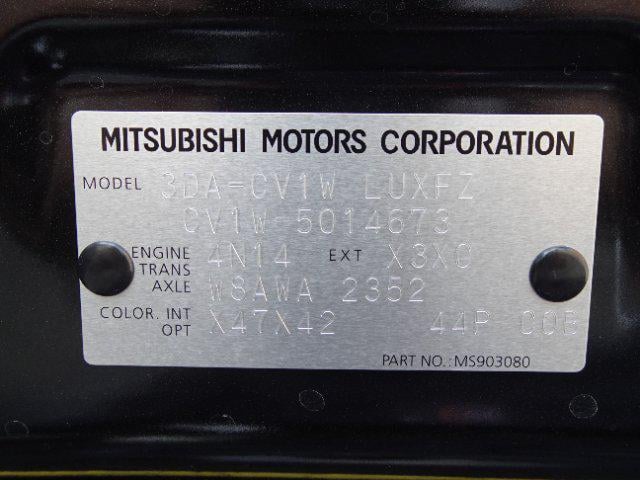 MITSUBISHI MOTORS CORPORATION
MODEL 3DA-CV1W LUXFZ
CV1W-5014673
ENGINE 4N14 EXT X3X0
TRANS
AXLE W8AWA 2352
COLOR. INT X47X42 44P C0B
OPT
PART NO.: MS903080